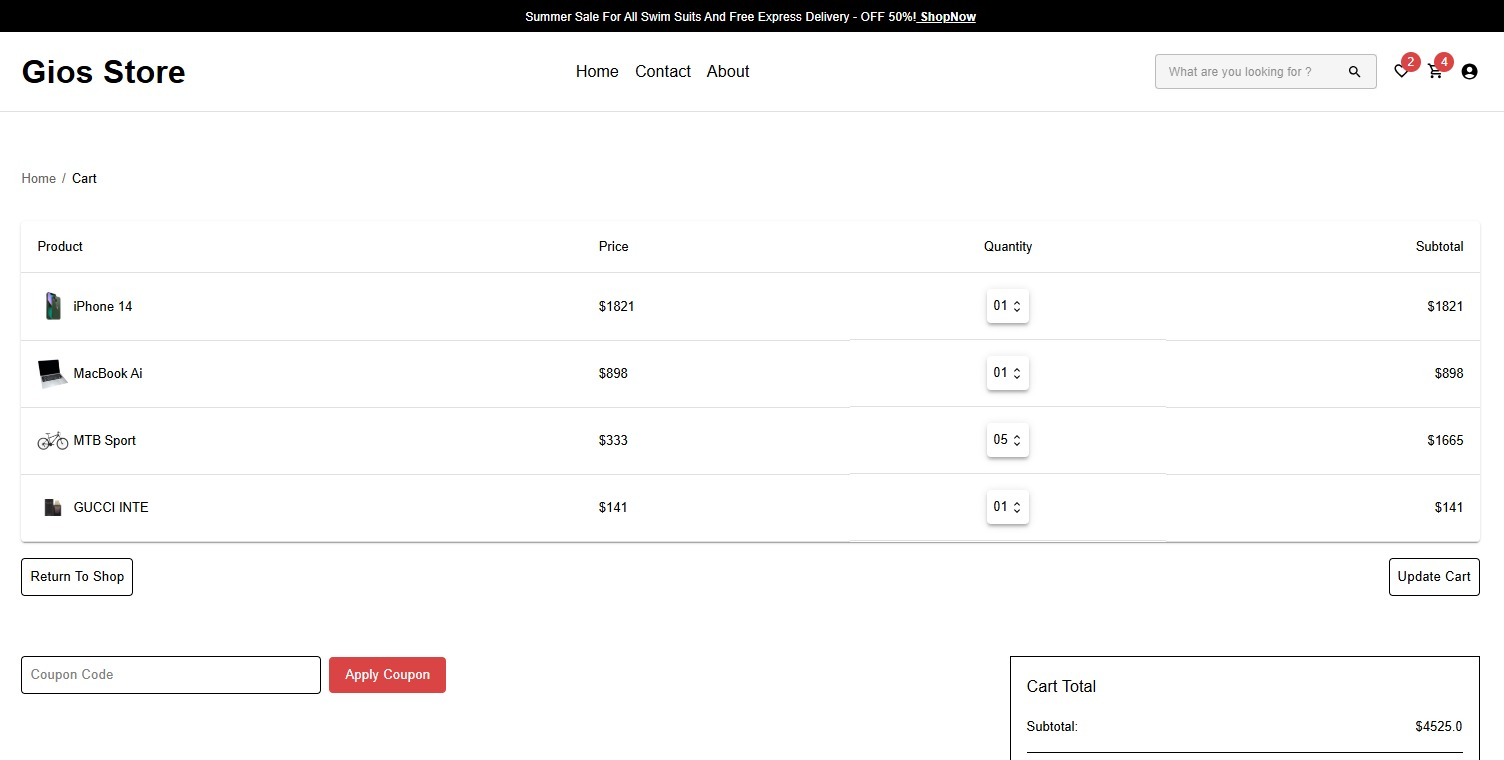 Summer Sale For All Swim Suits And Free Express Delivery - OFF 50%! ShopNow
Gios Store
Home Contact About
What are you looking for ?
2
4
Home / Cart
Product Price Quantity Subtotal
iPhone 14 $1821 01 $1821
MacBook Ai $898 01 $898
MTB Sport $333 05 $1665
GUCCI INTE $141 01 $141
Return To Shop Update Cart
Coupon Code Apply Coupon
Cart Total
Subtotal: $4525.0